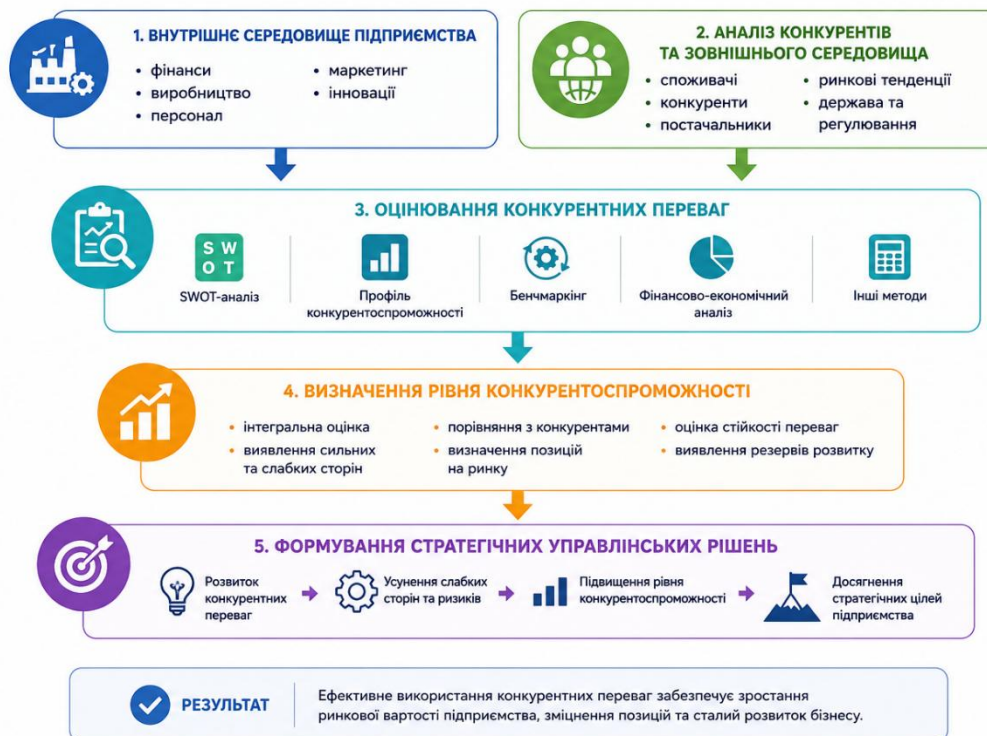 1. ВНУТРІШНЄ СЕРЕДОВИЩЕ ПІДПРИЄМСТВА
• фінанси
• виробництво
• персонал
• маркетинг
• інновації
2. АНАЛІЗ КОНКУРЕНТІВ
ТА ЗОВНІШНЬОГО СЕРЕДОВИЩА
• споживачі
• конкуренти
• постачальники
• ринкові тенденції
• держава та
регулювання
3. ОЦІНЮВАННЯ КОНКУРЕНТНИХ ПЕРЕВАГ
S W
O T
SWOT-аналіз
Профіль
конкурентоспроможності
Бенчмаркінг
Фінансово-економічний
аналіз
Інші методи
4. ВИЗНАЧЕННЯ РІВНЯ КОНКУРЕНТОСПРОМОЖНОСТІ
• інтегральна оцінка
• виявлення сильних
та слабких сторін
• порівняння з конкурентами
• визначення позицій
на ринку
• оцінка стійкості переваг
• виявлення резервів розвитку
5. ФОРМУВАННЯ СТРАТЕГІЧНИХ УПРАВЛІНСЬКИХ РІШЕНЬ
Розвиток
конкурентних
переваг
Усунення слабких
сторін та ризиків
Підвищення рівня
конкурентоспроможності
Досягнення
стратегічних цілей
підприємства
РЕЗУЛЬТАТ
Ефективне використання конкурентних переваг забезпечує зростання
ринкової вартості підприємства, зміцнення позицій та сталий розвиток бізнесу.